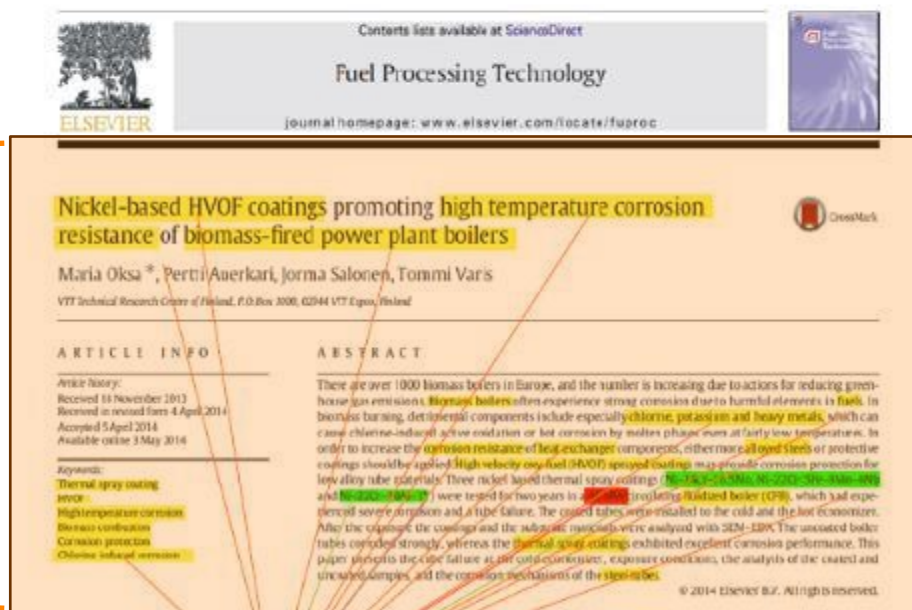 Contents lists available at ScienceDirect
Fuel Processing Technology
journal homepage: www.elsevier.com/locate/fuproc
ELSEVIER
Nickel-based HVOF coatings promoting high temperature corrosion
resistance of biomass-fired power plant boilers
CrossMark
Maria Oksa *, Pertti Auerkari, Jorma Salonen, Tommi Varis
VTT Technical Research Centre of Finland, P.O.Box 1000, 02044 VTT Espoo, Finland
ARTICLE INFO
Article history:
Received 18 November 2013
Received in revised form 4 April 2014
Accepted 5 April 2014
Available online 3 May 2014
Keywords:
Thermal spray coating
HVOF
High temperature corrosion
Biomass combustion
Corrosion protection
Chlorine induced corrosion
ABSTRACT
There are over 1000 biomass boilers in Europe, and the number is increasing due to actions for reducing green-
house gas emissions. Biomass boilers often experience strong corrosion due to harmful elements in fuels. In
biomass burning, detrimental components include especially chlorine, potassium and heavy metals, which can
cause chlorine-induced active oxidation or hot corrosion by molten phases even at fairly low temperatures. In
order to increase the corrosion resistance of heat exchanger components, either more alloyed steels or protective
coatings should be applied. High velocity oxy-fuel (HVOF) sprayed coatings may provide corrosion protection for
low alloy tube materials. Three nickel based thermal spray coatings (
and ) were tested for two years in a circulating fluidized boiler (CFB), which had expe-
rienced severe corrosion and a tube failure. The coated tubes were installed to the cold and the hot economizer.
After the exposure the coatings and the substrate materials were analyzed with SEM-EDX. The uncoated boiler
tubes corroded strongly, whereas the thermal spray coatings exhibited excellent corrosion performance. This
paper presents the tube failure at the cold economizer, exposure conditions, the analysis of the coated and
uncoated samples, and the corrosion mechanisms of the steel tubes.
© 2014 Elsevier B.V. All rights reserved.